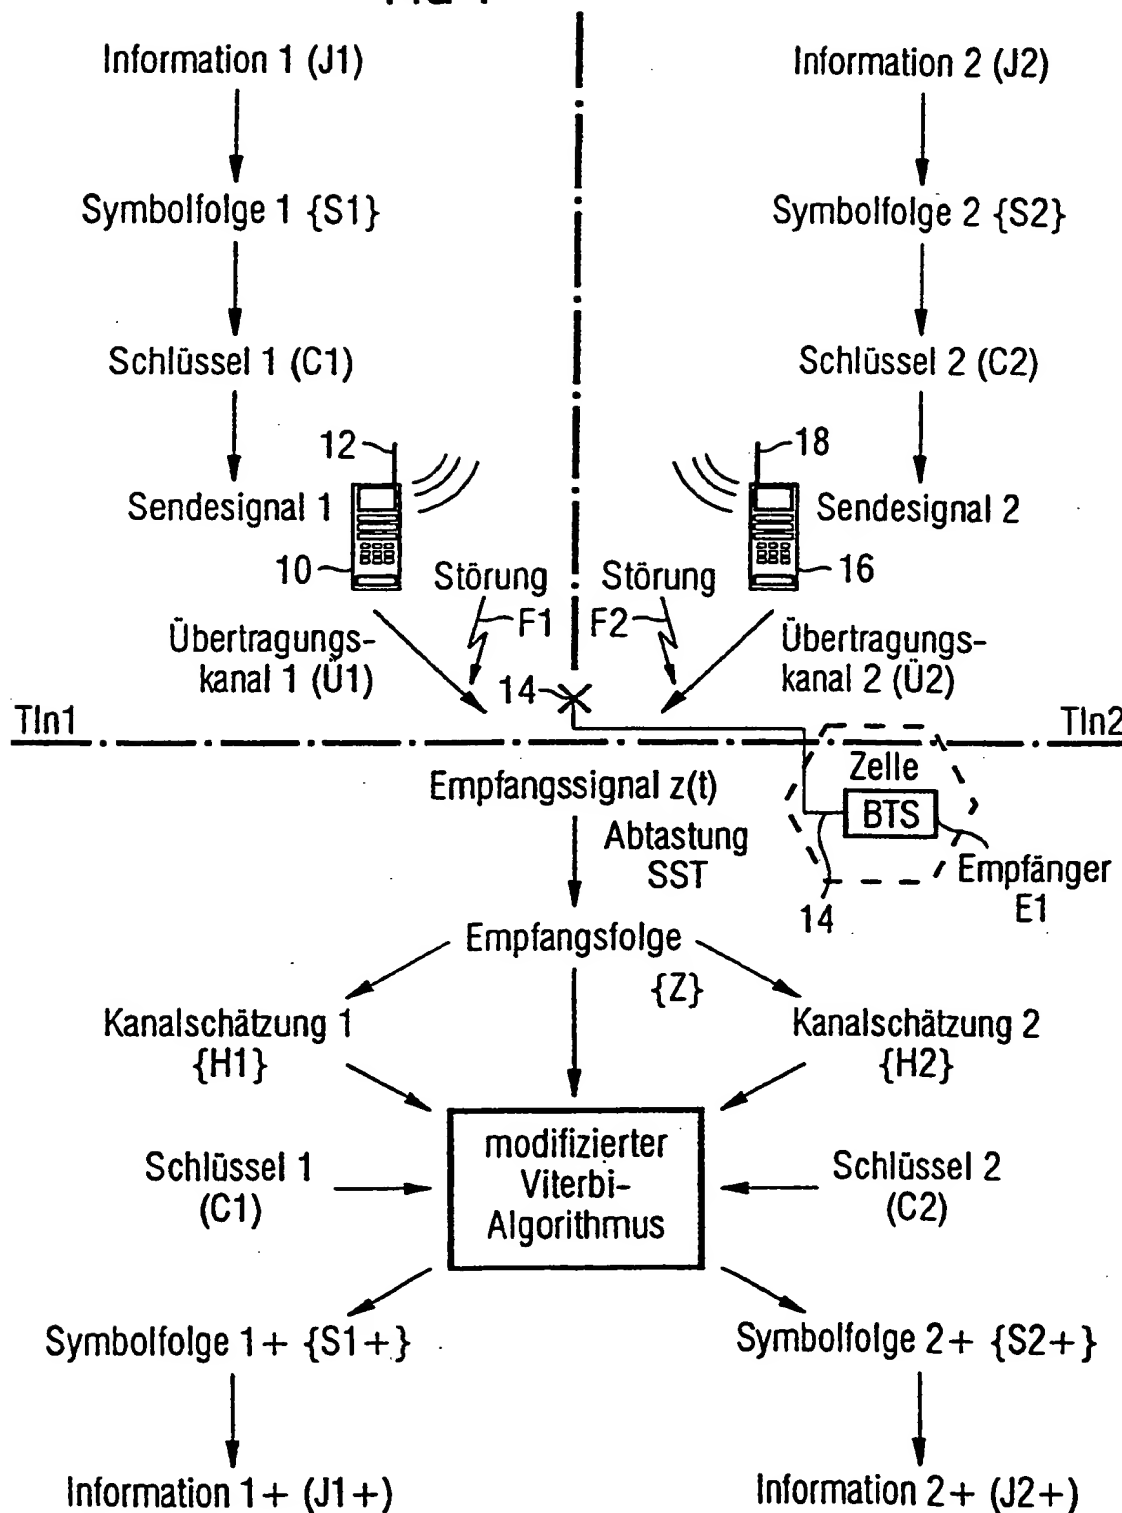 Information 1 (J1)
Information 2 (J2)
Symbolfolge 1 {S1}
Symbolfolge 2 {S2}
Schlüssel 1 (C1)
Schlüssel 2 (C2)
12
18
Sendesignal 1
Sendesignal 2
10
16
Störung
Störung
F1
F2
Übertragungs-
kanal 1 (Ü1)
Übertragungs-
kanal 2 (Ü2)
14
Tln1
Tln2
Empfangssignal z(t)
Zelle
BTS
Abtastung
SST
Empfänger
E1
14
Empfangsfolge
{Z}
Kanalschätzung 1
{H1}
Kanalschätzung 2
{H2}
modifizierter
Viterbi-
Algorithmus
Schlüssel 1
(C1)
Schlüssel 2
(C2)
Symbolfolge 1+ {S1+}
Symbolfolge 2+ {S2+}
Information 1+ (J1+)
Information 2+ (J2+)